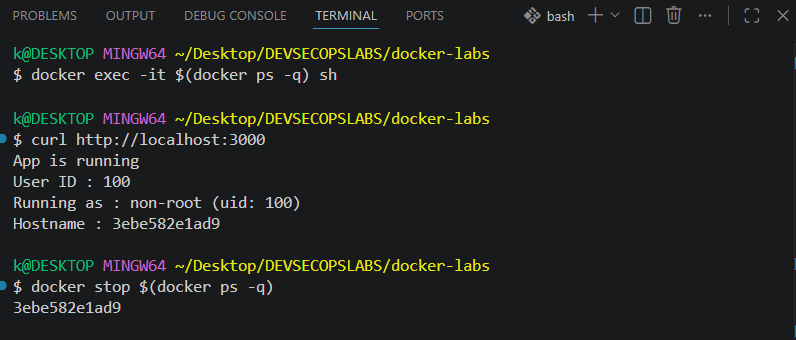 PROBLEMS OUTPUT DEBUG CONSOLE TERMINAL PORTS bash
k@DESKTOP MINGW64 ~/Desktop/DEVSECOPSLABS/docker-labs
$ docker exec -it $(docker ps -q) sh
k@DESKTOP MINGW64 ~/Desktop/DEVSECOPSLABS/docker-labs
$ curl http://localhost:3000
App is running
User ID : 100
Running as : non-root (uid: 100)
Hostname : 3ebe582e1ad9
k@DESKTOP MINGW64 ~/Desktop/DEVSECOPSLABS/docker-labs
$ docker stop $(docker ps -q)
3ebe582e1ad9